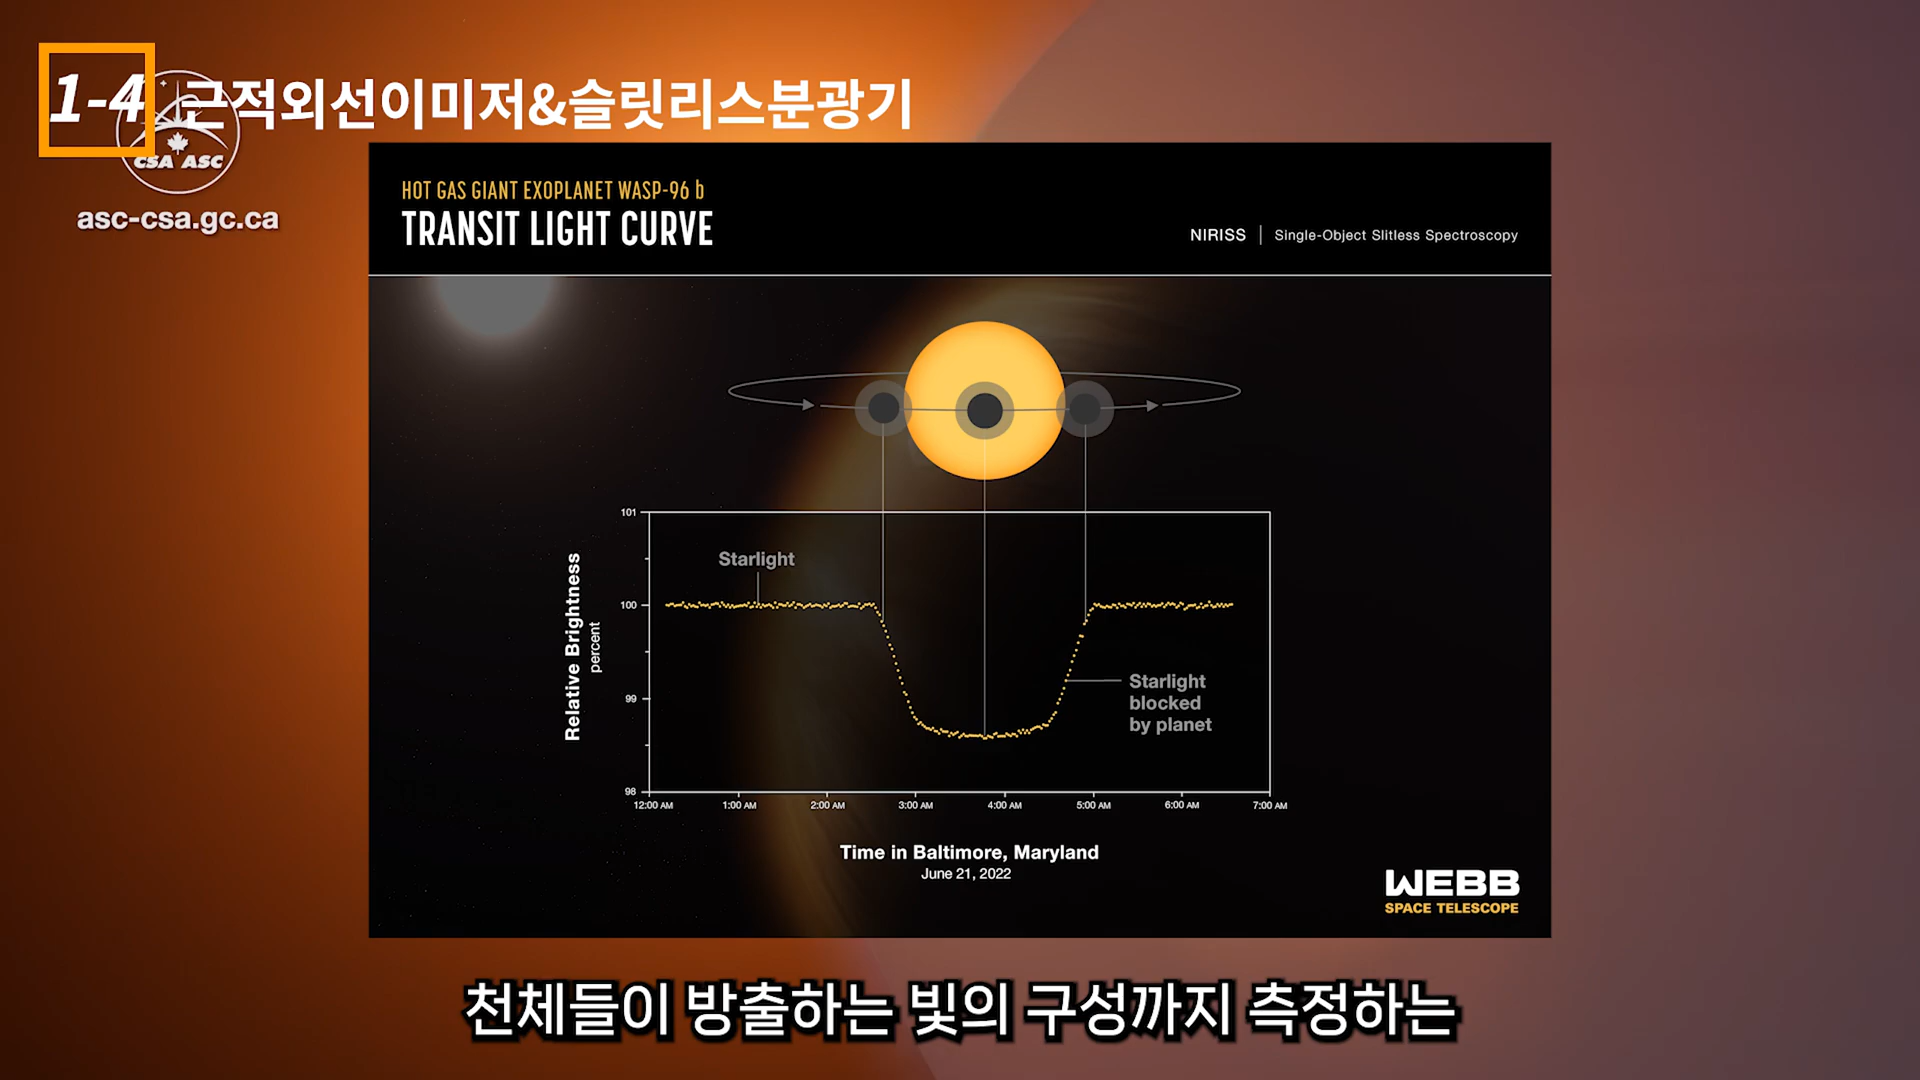 1-4 근적외선이미저&슬릿리스분광기
CSA ASC
asc-csa.gc.ca
HOT GAS GIANT EXOPLANET WASP-96 b
TRANSIT LIGHT CURVE
NIRISS | Single-Object Slitless Spectroscopy
101
Starlight
100
Relative Brightness
percent
99
Starlight
blocked
by planet
98
12:00 AM 1:00 AM 2:00 AM 3:00 AM 4:00 AM 5:00 AM 6:00 AM 7:00 AM
Time in Baltimore, Maryland
June 21, 2022
WEBB
SPACE TELESCOPE
천체들이 방출하는 빛의 구성까지 측정하는